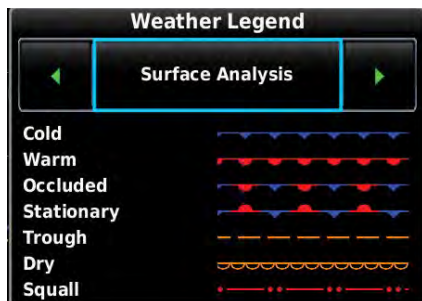 Weather Legend
Surface Analysis
Cold
Warm
Occluded
Stationary
Trough
Dry
Squall